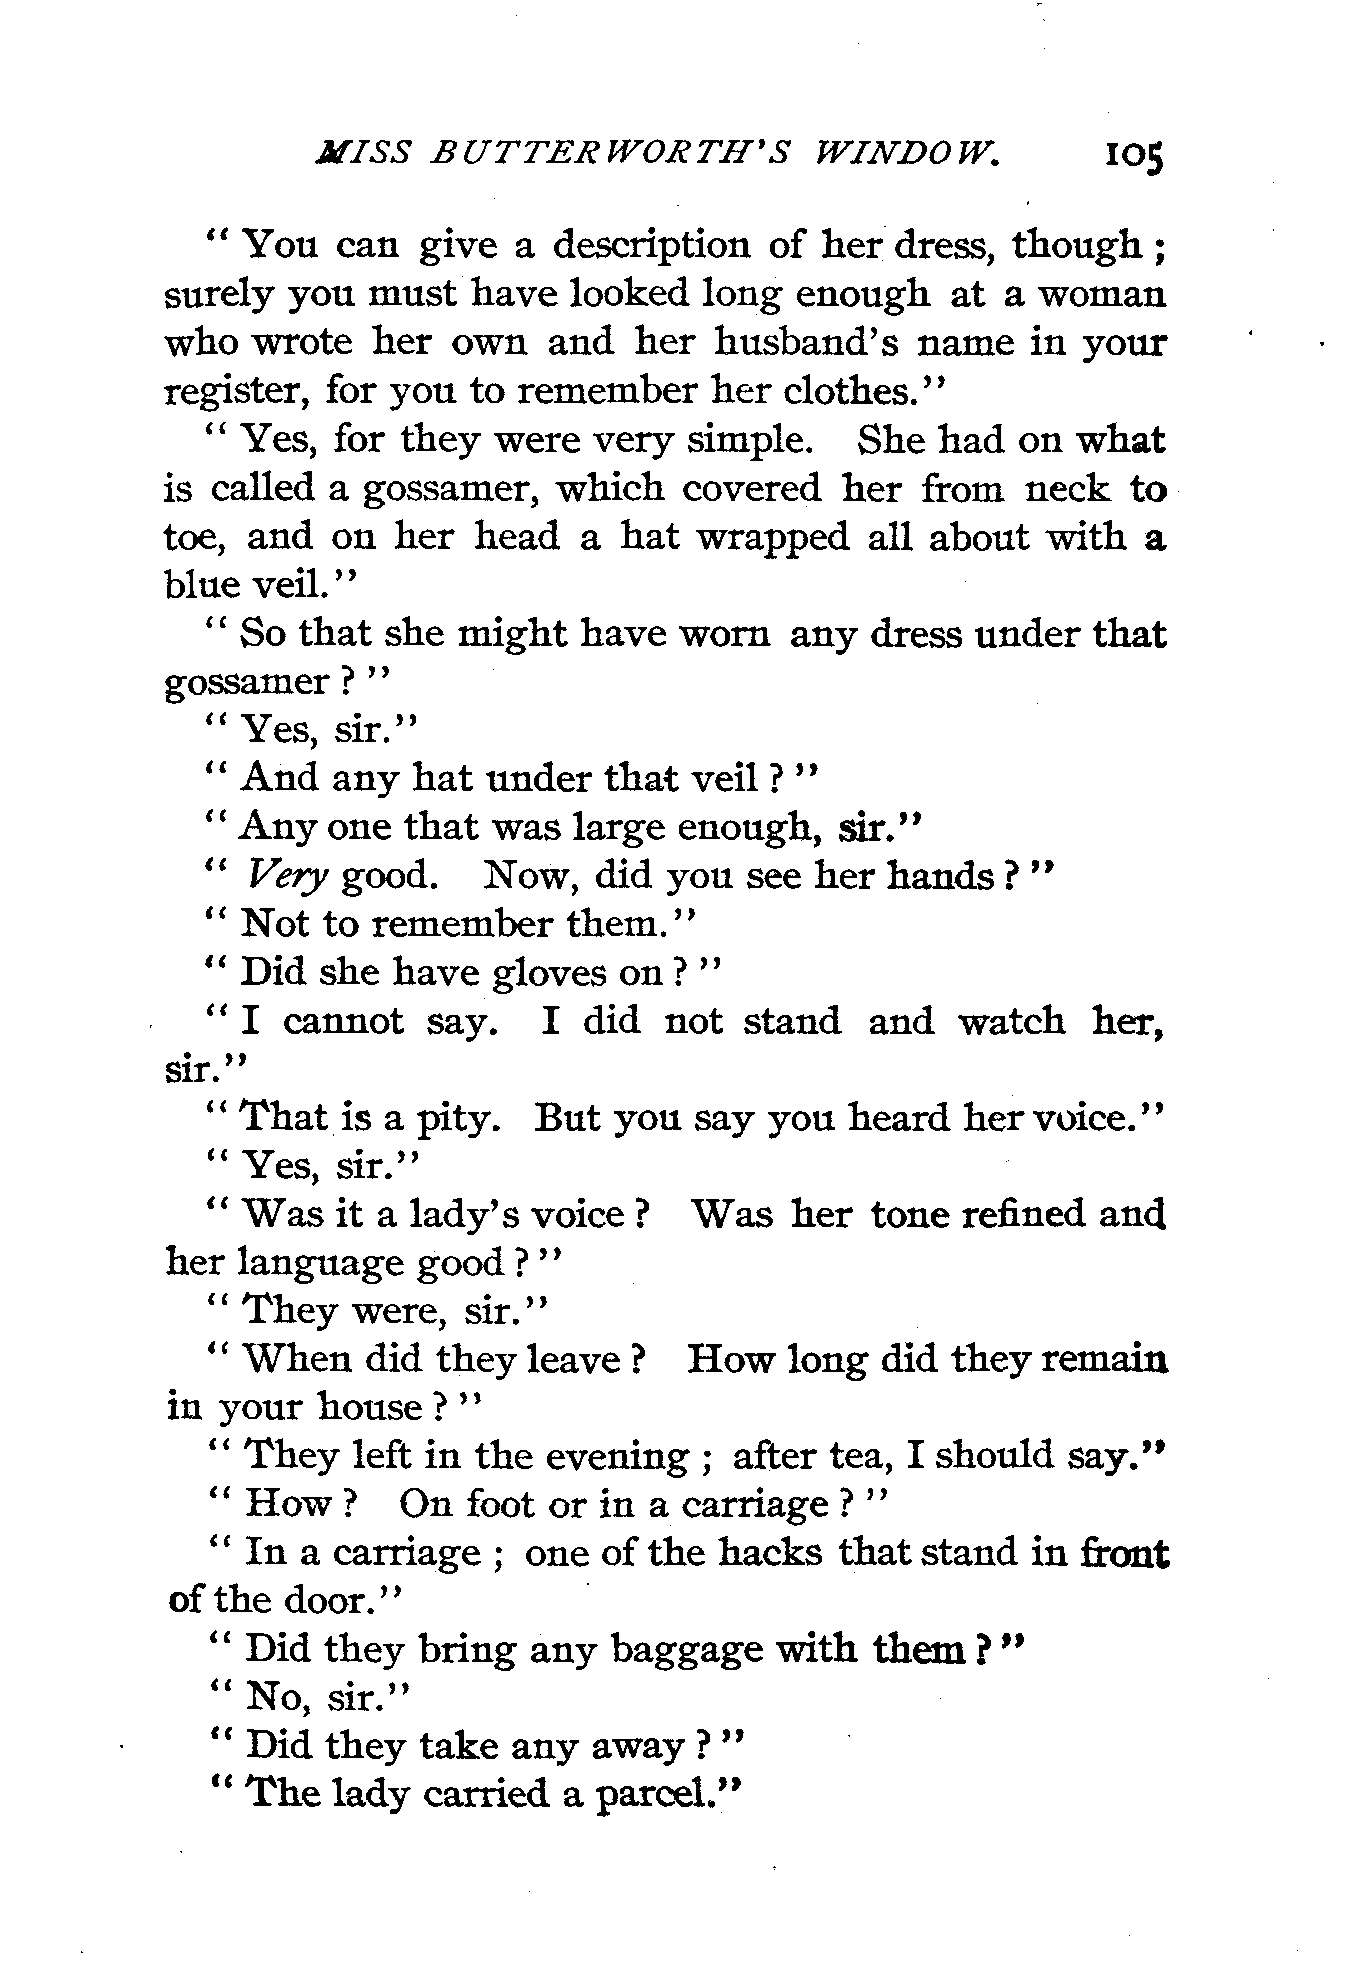 MISS BUTTERWORTH'S WINDOW. 105
"You can give a description of her dress, though;
surely you must have looked long enough at a woman
who wrote her own and her husband's name in your
register, for you to remember her clothes."
"Yes, for they were very simple. She had on what
is called a gossamer, which covered her from neck to
toe, and on her head a hat wrapped all about with a
blue veil."
"So that she might have worn any dress under that
gossamer?"
"Yes, sir."
"And any hat under that veil?"
"Any one that was large enough, sir."
"Very good. Now, did you see her hands?"
"Not to remember them."
"Did she have gloves on?"
"I cannot say. I did not stand and watch her,
sir."
"That is a pity. But you say you heard her voice."
"Yes, sir."
"Was it a lady's voice? Was her tone refined and
her language good?"
"They were, sir."
"When did they leave? How long did they remain
in your house?"
"They left in the evening; after tea, I should say."
"How? On foot or in a carriage?"
"In a carriage; one of the hacks that stand in front
of the door."
"Did they bring any baggage with them?"
"No, sir."
"Did they take any away?"
"The lady carried a parcel."